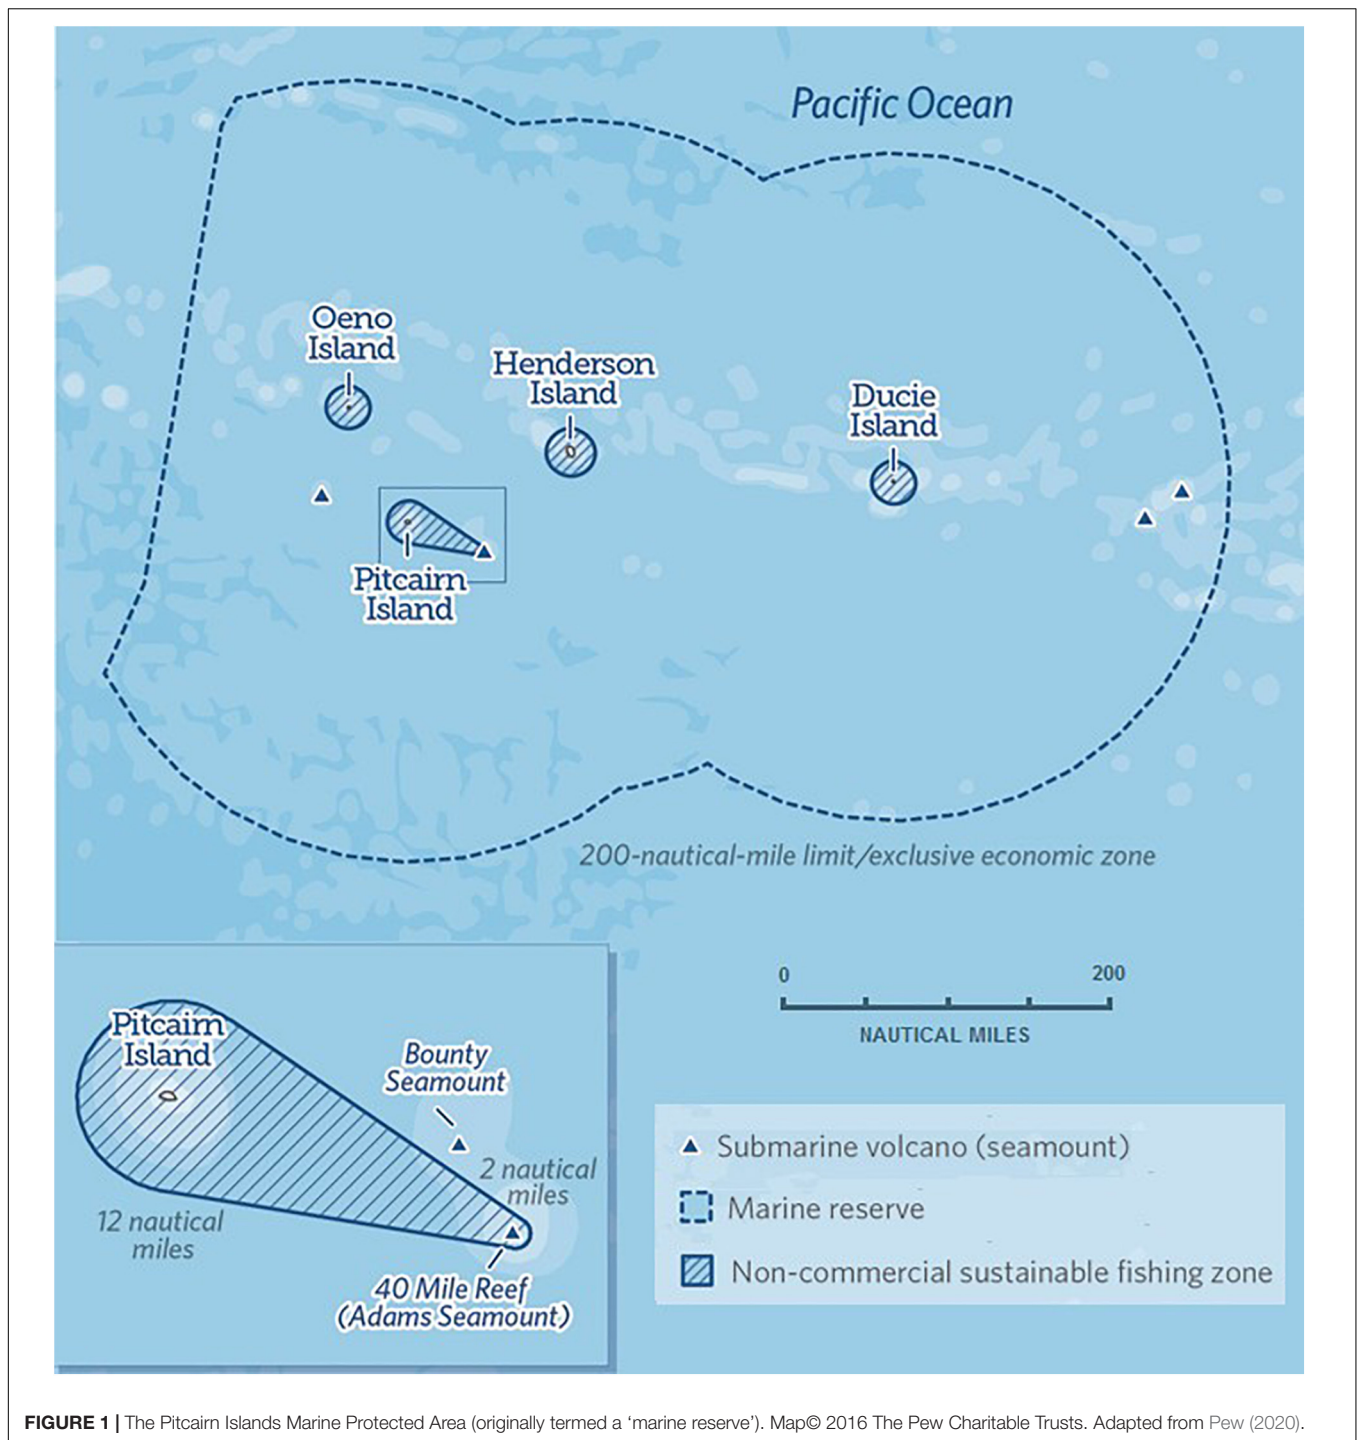 Pacific Ocean
Oeno
Island
Henderson
Island
Ducie
Island
Pitcairn
Island
200-nautical-mile limit/exclusive economic zone
0 200
NAUTICAL MILES
Pitcairn
Island
Bounty
Seamount
2 nautical
miles
12 nautical
miles
40 Mile Reef
(Adams Seamount)
Submarine volcano (seamount)
Marine reserve
Non-commercial sustainable fishing zone
FIGURE 1 | The Pitcairn Islands Marine Protected Area (originally termed a ‘marine reserve’). Map© 2016 The Pew Charitable Trusts. Adapted from Pew (2020).